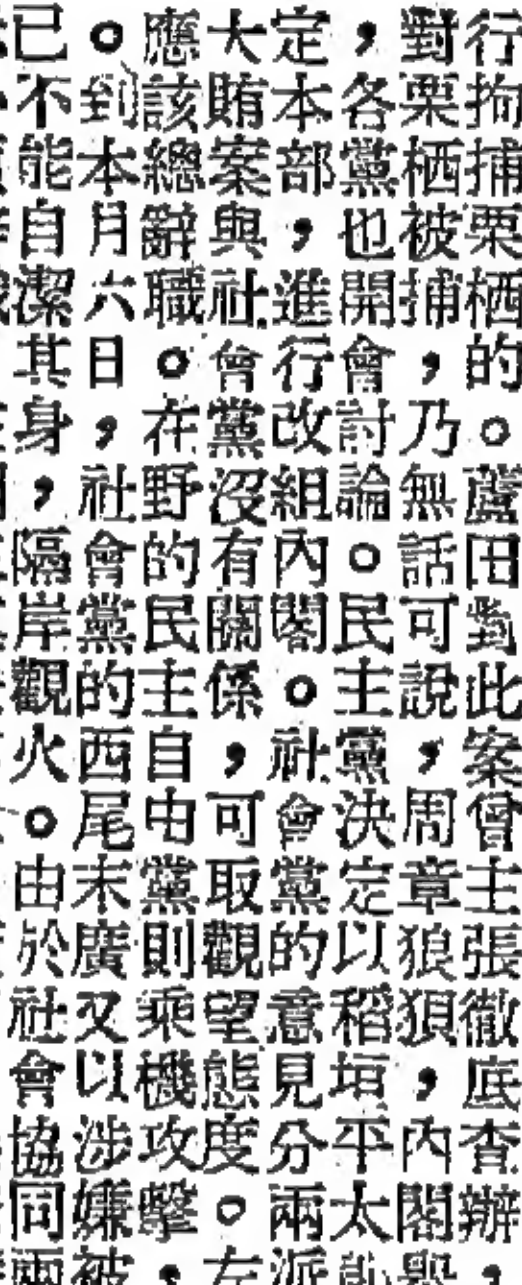 行拘捕栗栖的。蘆田對此案曾主張徹底查辦，
對栗栖被捕，乃無話可說，周章狼狽，內閣
，各黨也開會討論。民主黨決定以稻垣平太
定本部，進行改組內閣。社會黨的意見分兩派
大賄案與社會黨沒有關係，可取觀望態度。左
應該總辭職。在野的民主自由黨則乘機攻擊，
。到本月六日，社會黨的西尾末廣又以涉嫌被
已不能自潔其身，隔岸觀火。由於社會協同兩